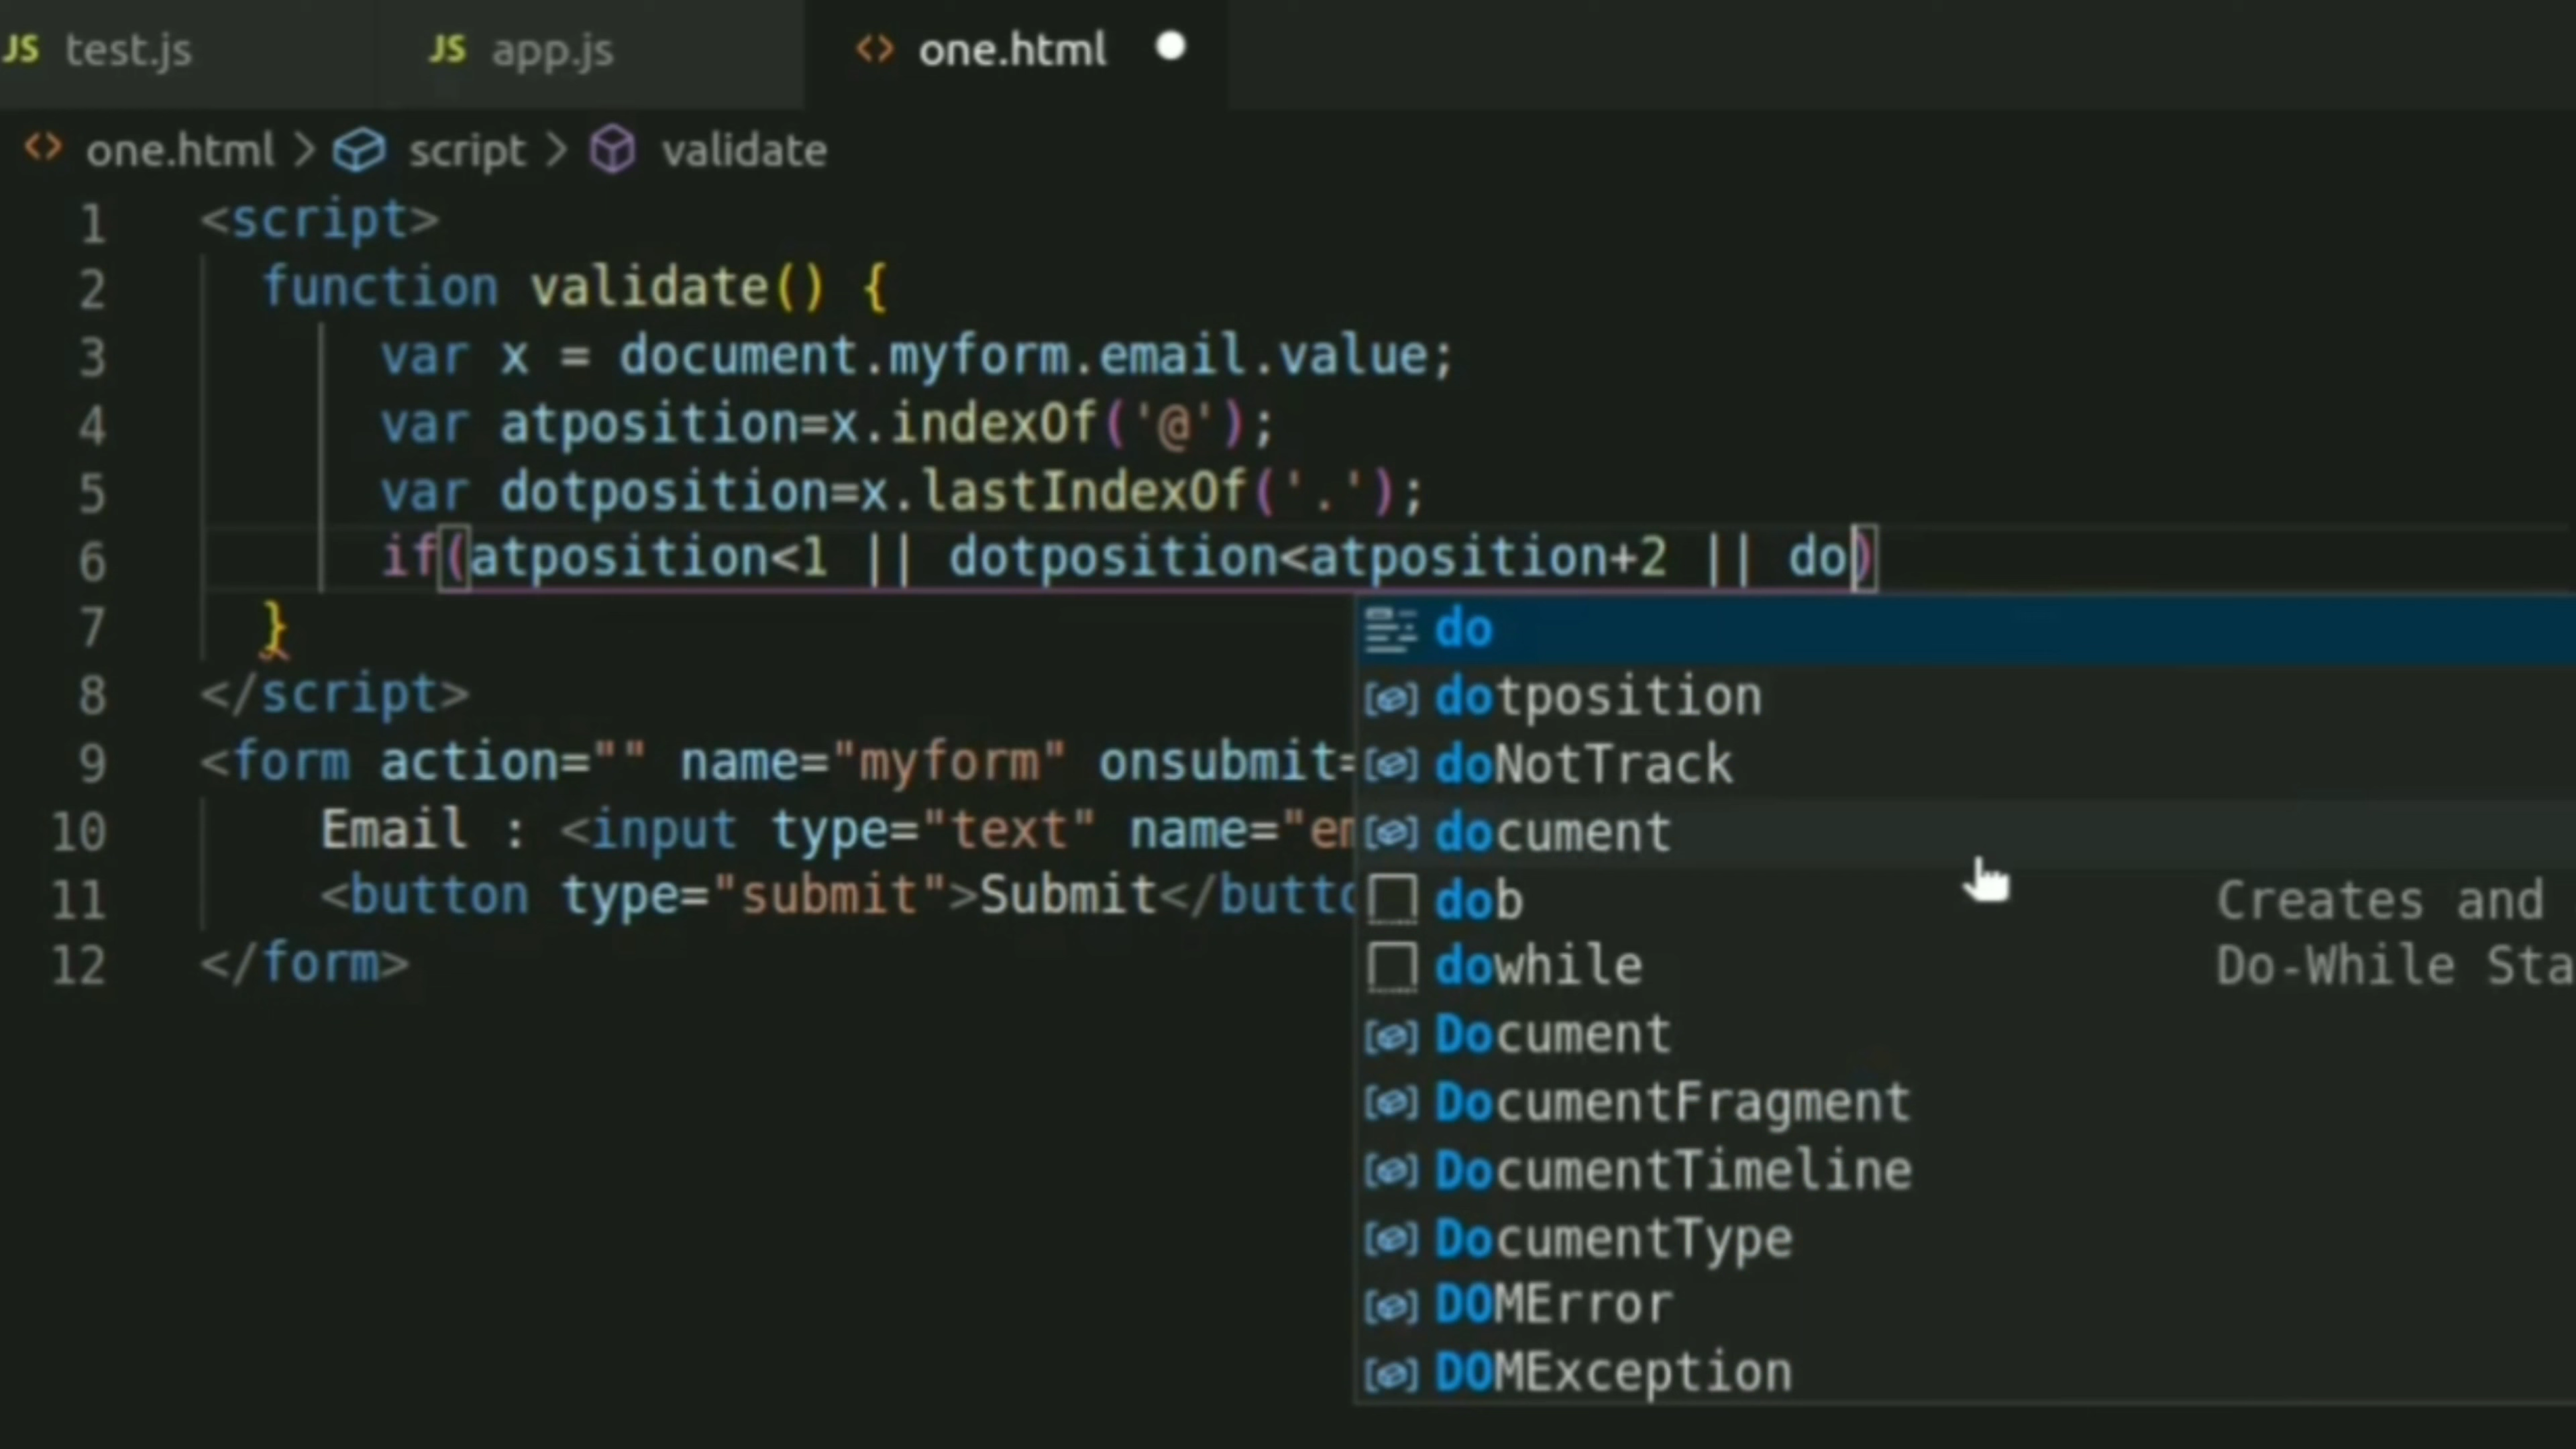 JS test.js JS app.js <> one.html
<> one.html > script > validate
1 <script>
2 function validate() {
3 var x = document.myform.email.value;
4 var atposition=x.indexOf('@');
5 var dotposition=x.lastIndexOf('.');
6 if(atposition<1 || dotposition<atposition+2 || do)
7 }
8 </script>
9 <form action="" name="myform" onsubmit=
10 Email : <input type="text" name="em
11 <button type="submit">Submit</butto
12 </form>
do
dotposition
doNotTrack
document
dob Creates and
dowhile Do-While Sta
Document
DocumentFragment
DocumentTimeline
DocumentType
DOMError
DOMException